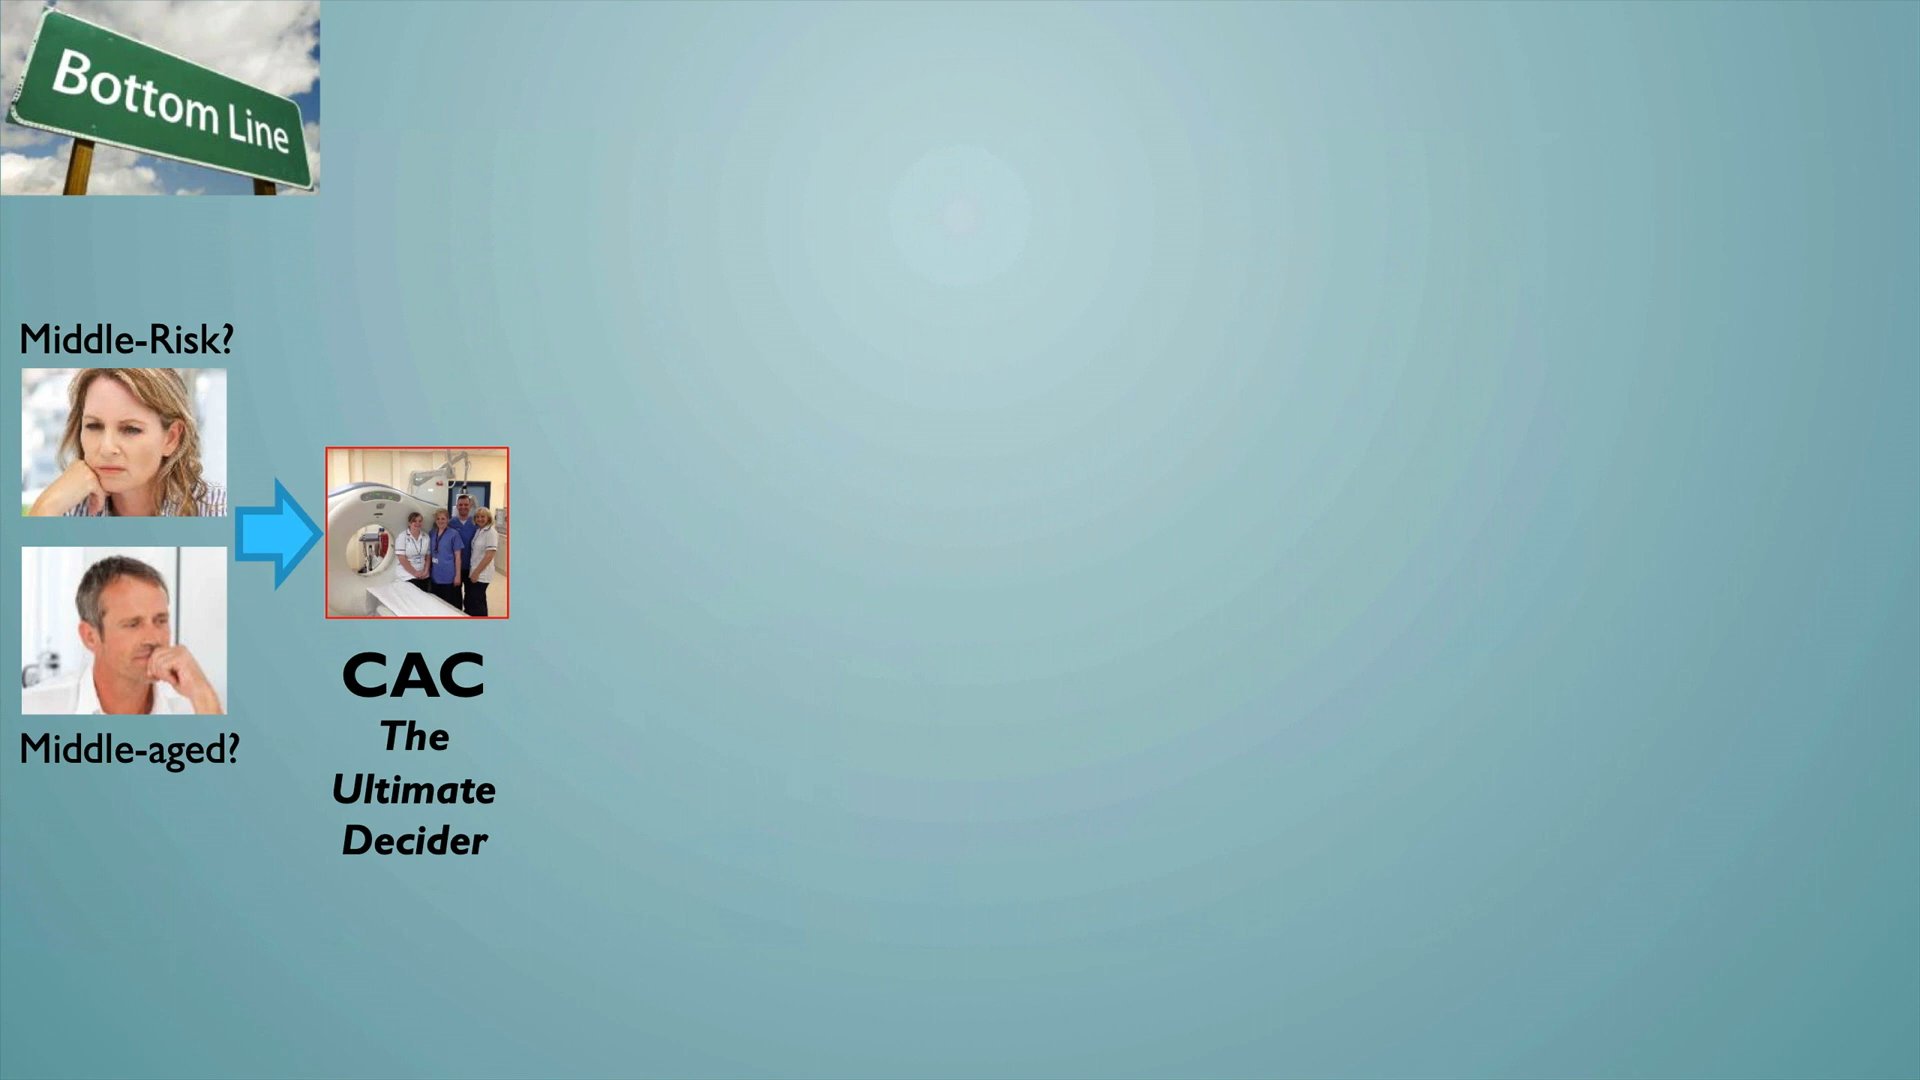 Bottom Line
Middle-Risk?
Middle-aged?
CAC
The
Ultimate
Decider